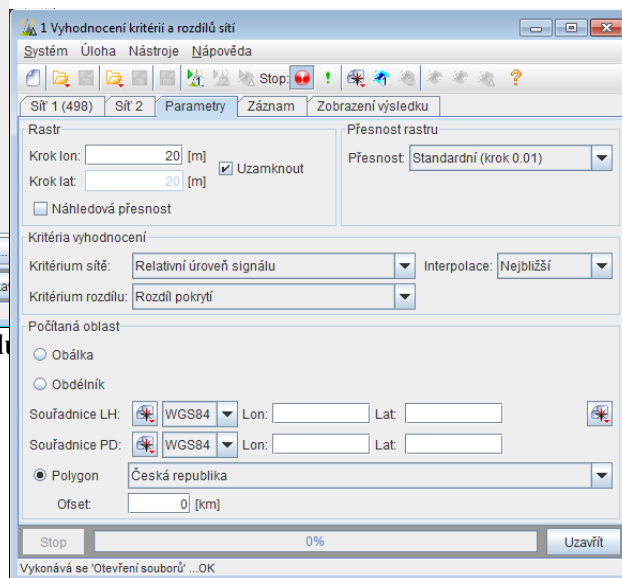 1 Vyhodnocení kritérií a rozdílů sítí
Systém Úloha Nástroje Nápověda
Stop:
Síť 1 (498) Síť 2 Parametry Záznam Zobrazení výsledku
Rastr Přesnost rastru
Krok lon: 20 [m] Uzamknout Přesnost: Standardní (krok 0.01)
Krok lat: 20 [m]
Náhledová přesnost
Kritéria vyhodnocení
Kritérium sítě: Relativní úroveň signálu Interpolace: Nejbližší
Kritérium rozdílu: Rozdíl pokrytí
Počítaná oblast
Obálka
Obdélník
Souřadnice LH: WGS84 Lon: Lat:
Souřadnice PD: WGS84 Lon: Lat:
Polygon Česká republika
Ofset: 0 [km]
Stop 0% Uzavřít
Vykonává se 'Otevření souborů' ...OK